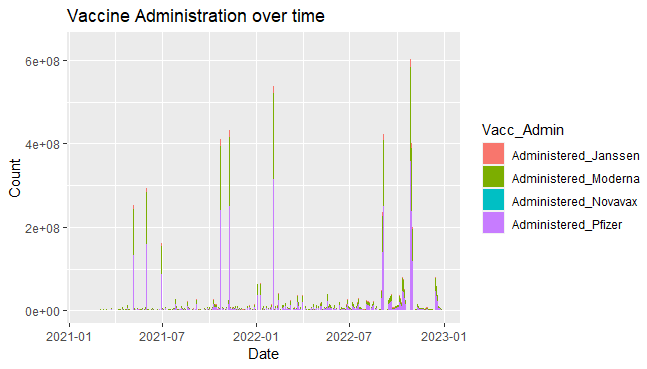 Vaccine Administration over time
6e+08
4e+08
2e+08
0e+00
Count
2021-01
2021-07
2022-01
2022-07
2023-01
Date
Vacc_Admin
Administered_Janssen
Administered_Moderna
Administered_Novavax
Administered_Pfizer